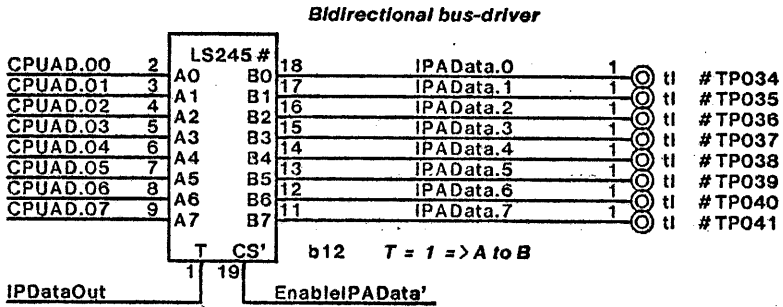 Bidirectional bus-driver
LS245 #
CPUAD.00 2 A0 B0 18 IPAData.0 1 tl #TP034
CPUAD.01 3 A1 B1 17 IPAData.1 1 tl #TP035
CPUAD.02 4 A2 B2 16 IPAData.2 1 tl #TP036
CPUAD.03 5 A3 B3 15 IPAData.3 1 tl #TP037
CPUAD.04 6 A4 B4 14 IPAData.4 1 tl #TP038
CPUAD.05 7 A5 B5 13 IPAData.5 1 tl #TP039
CPUAD.06 8 A6 B6 12 IPAData.6 1 tl #TP040
CPUAD.07 9 A7 B7 11 IPAData.7 1 tl #TP041
T CS' b12 T = 1 => A to B
1 19
IPDataOut EnableIPAData'